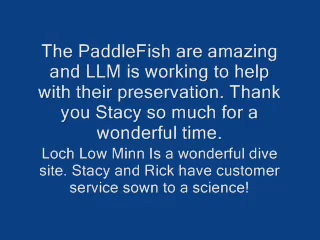 The PaddleFish are amazing
and LLM is working to help
with their preservation. Thank
you Stacy so much for a
wonderful time.
Loch Low Minn Is a wonderful dive
site. Stacy and Rick have customer
service sown to a science!